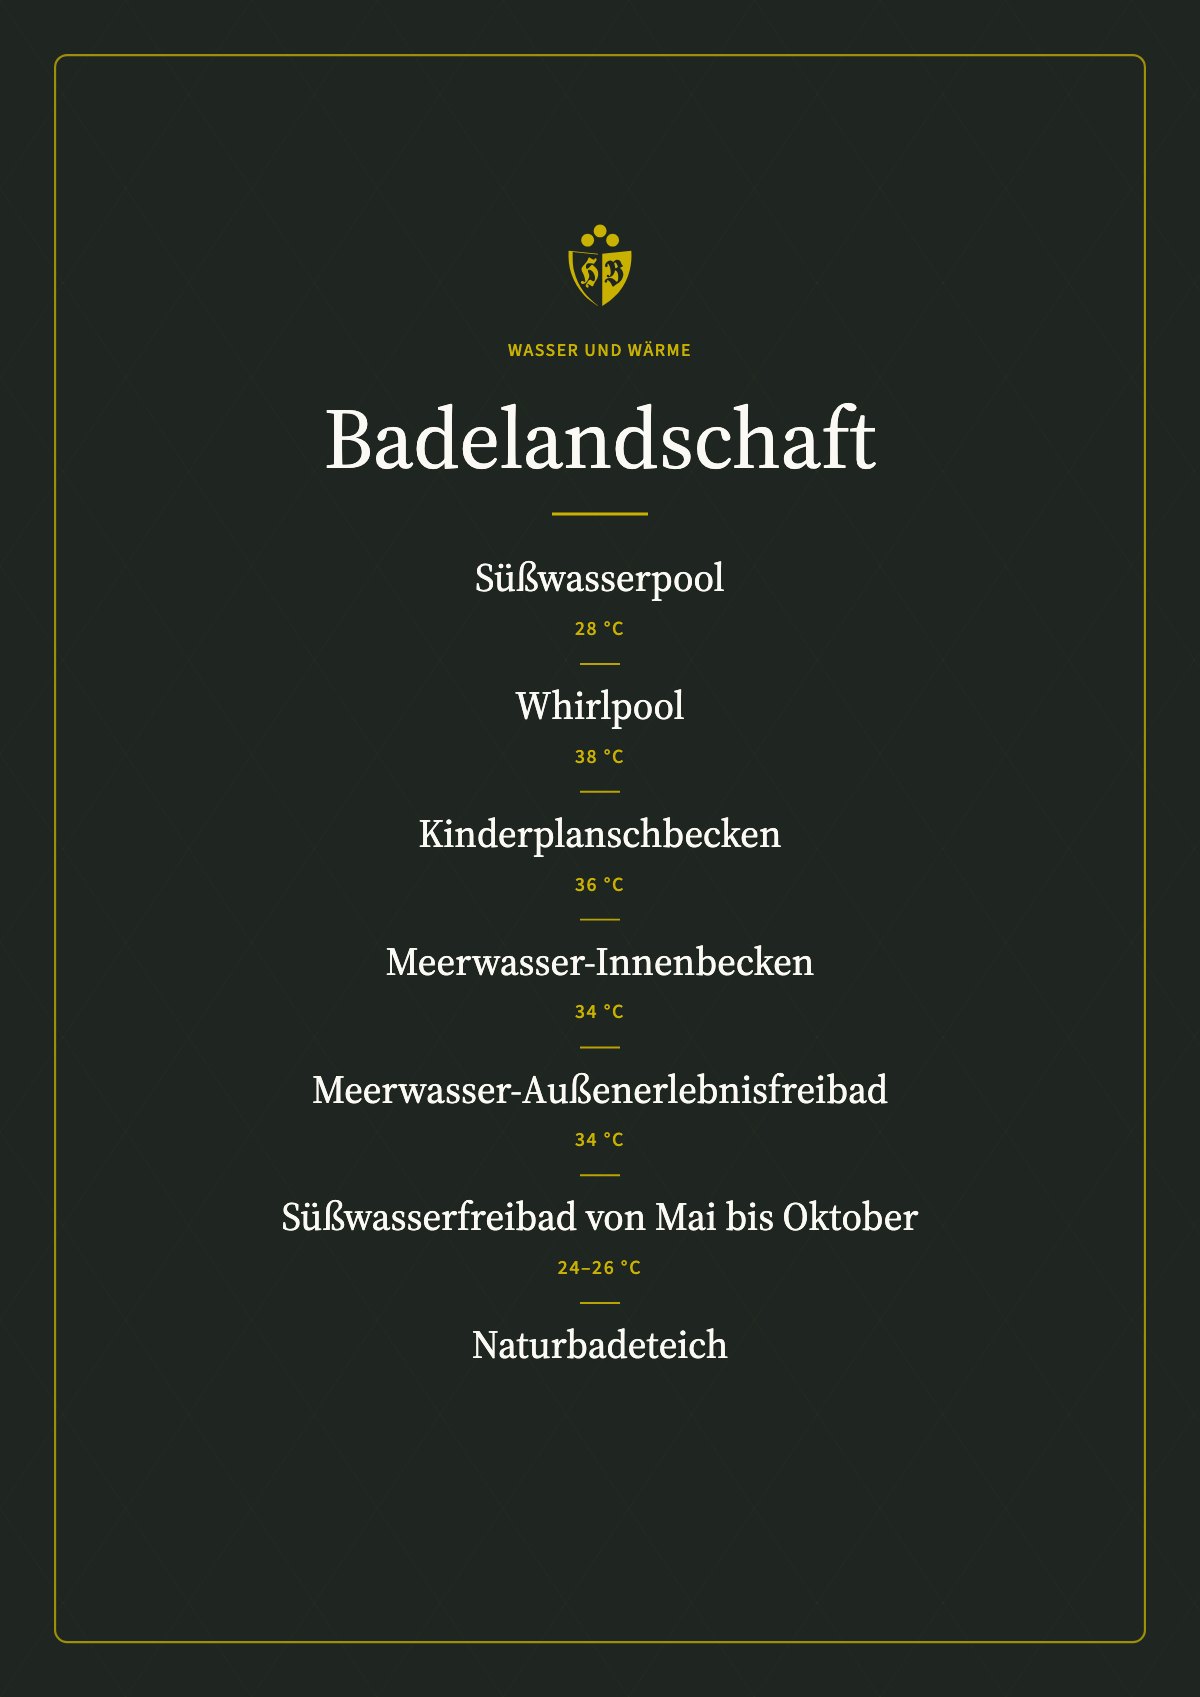 H B
WASSER UND WÄRME
Badelandschaft
Süßwasserpool
28 °C
Whirlpool
38 °C
Kinderplanschbecken
36 °C
Meerwasser-Innenbecken
34 °C
Meerwasser-Außenerlebnisfreibad
34 °C
Süßwasserfreibad von Mai bis Oktober
24–26 °C
Naturbadeteich